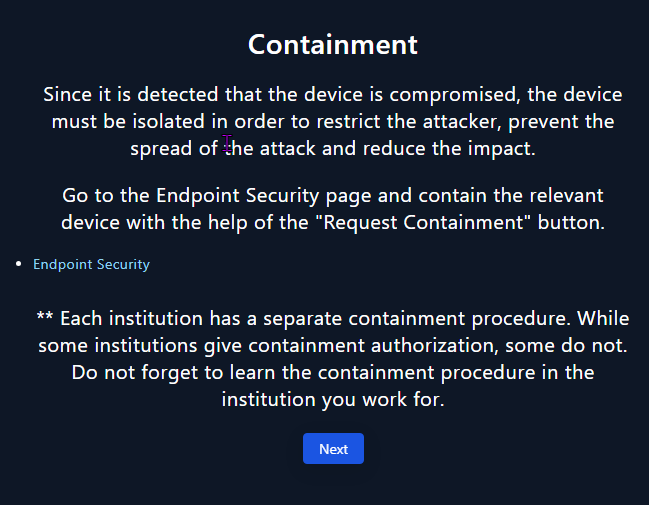 Containment
Since it is detected that the device is compromised, the device
must be isolated in order to restrict the attacker, prevent the
spread of the attack and reduce the impact.
Go to the Endpoint Security page and contain the relevant
device with the help of the "Request Containment" button.
Endpoint Security
** Each institution has a separate containment procedure. While
some institutions give containment authorization, some do not.
Do not forget to learn the containment procedure in the
institution you work for.
Next